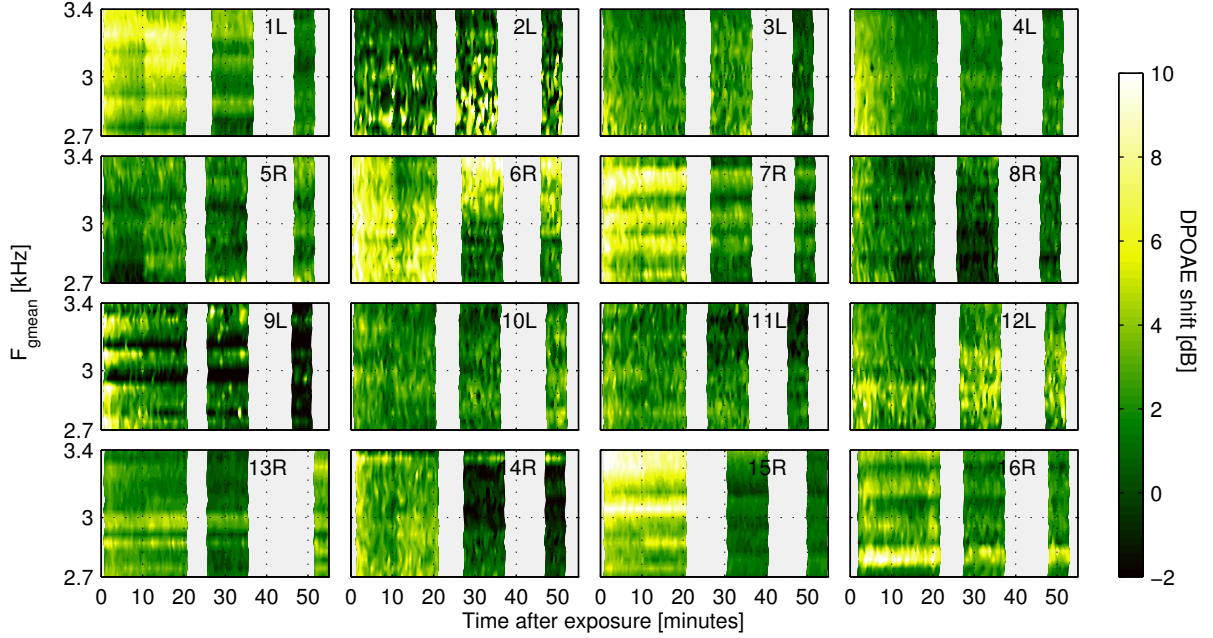 3.4 1L 2L 3L 4L
3
2.7
10
8
6
4
2
0
−2
DPOAE shift [dB]
3.4 5R 6R 7R 8R
3
2.7
F_gmean [kHz]
3.4 9L 10L 11L 12L
3
2.7
3.4 13R 14R 15R 16R
3
2.7
0 10 20 30 40 50 0 10 20 30 40 50 0 10 20 30 40 50 0 10 20 30 40 50
Time after exposure [minutes]